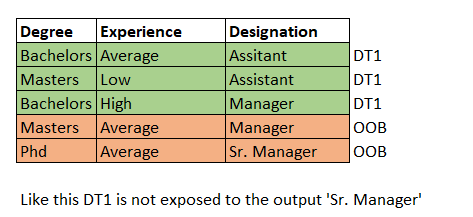 Degree Experience Designation
Bachelors Average Assitant DT1
Masters Low Assistant DT1
Bachelors High Manager DT1
Masters Average Manager OOB
Phd Average Sr. Manager OOB
Like this DT1 is not exposed to the output 'Sr. Manager'